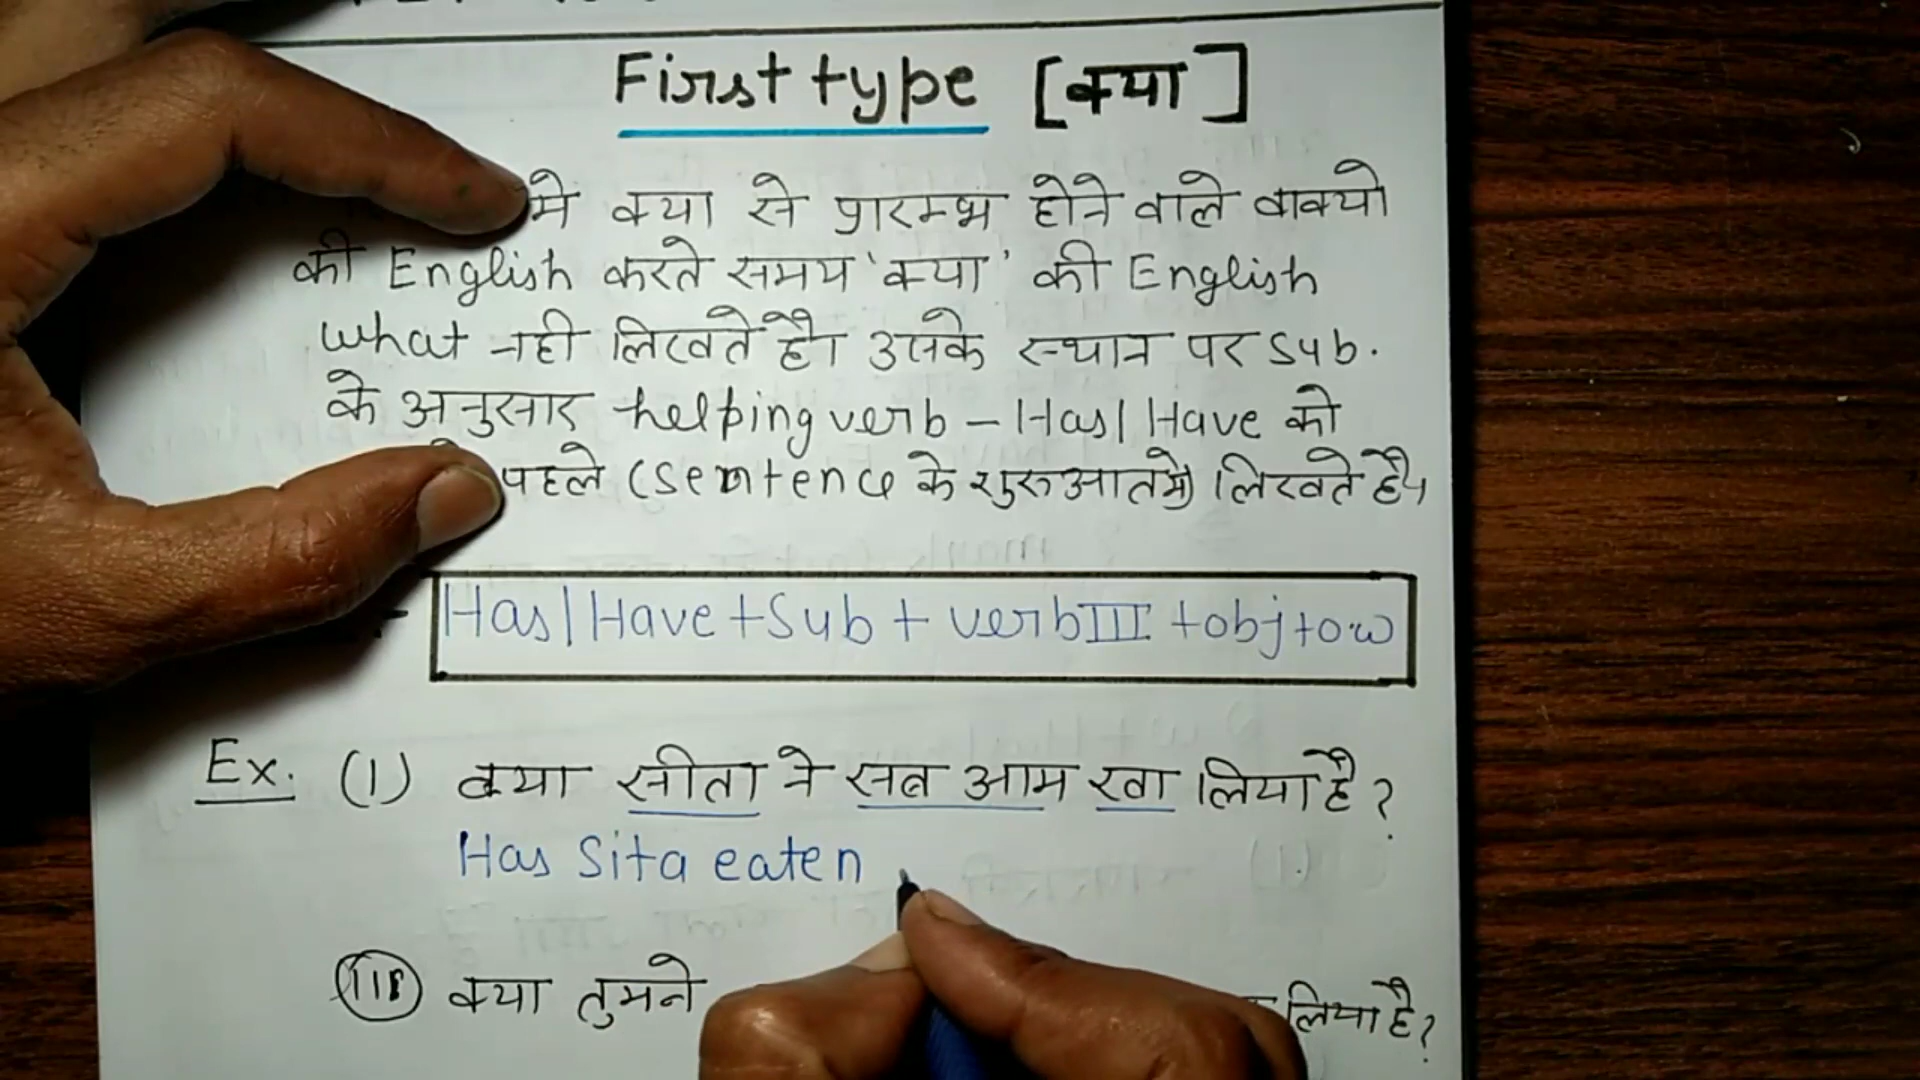 First type [क्या]
मे क्या से प्रारम्भ होने वाले वाक्यो
की English करते समय 'क्या' की English
what नही लिखते है। उसके स्थान पर sub.
के अनुसार helping verb – Has/Have को
पहले (sentence के शुरुआत मे) लिखते है।
Has/Have + Sub + verb III + obj + o.w
Ex. (1) क्या सीता ने सब आम खा लिया है?
Has Sita eaten
(III) क्या तुमने लिया है?